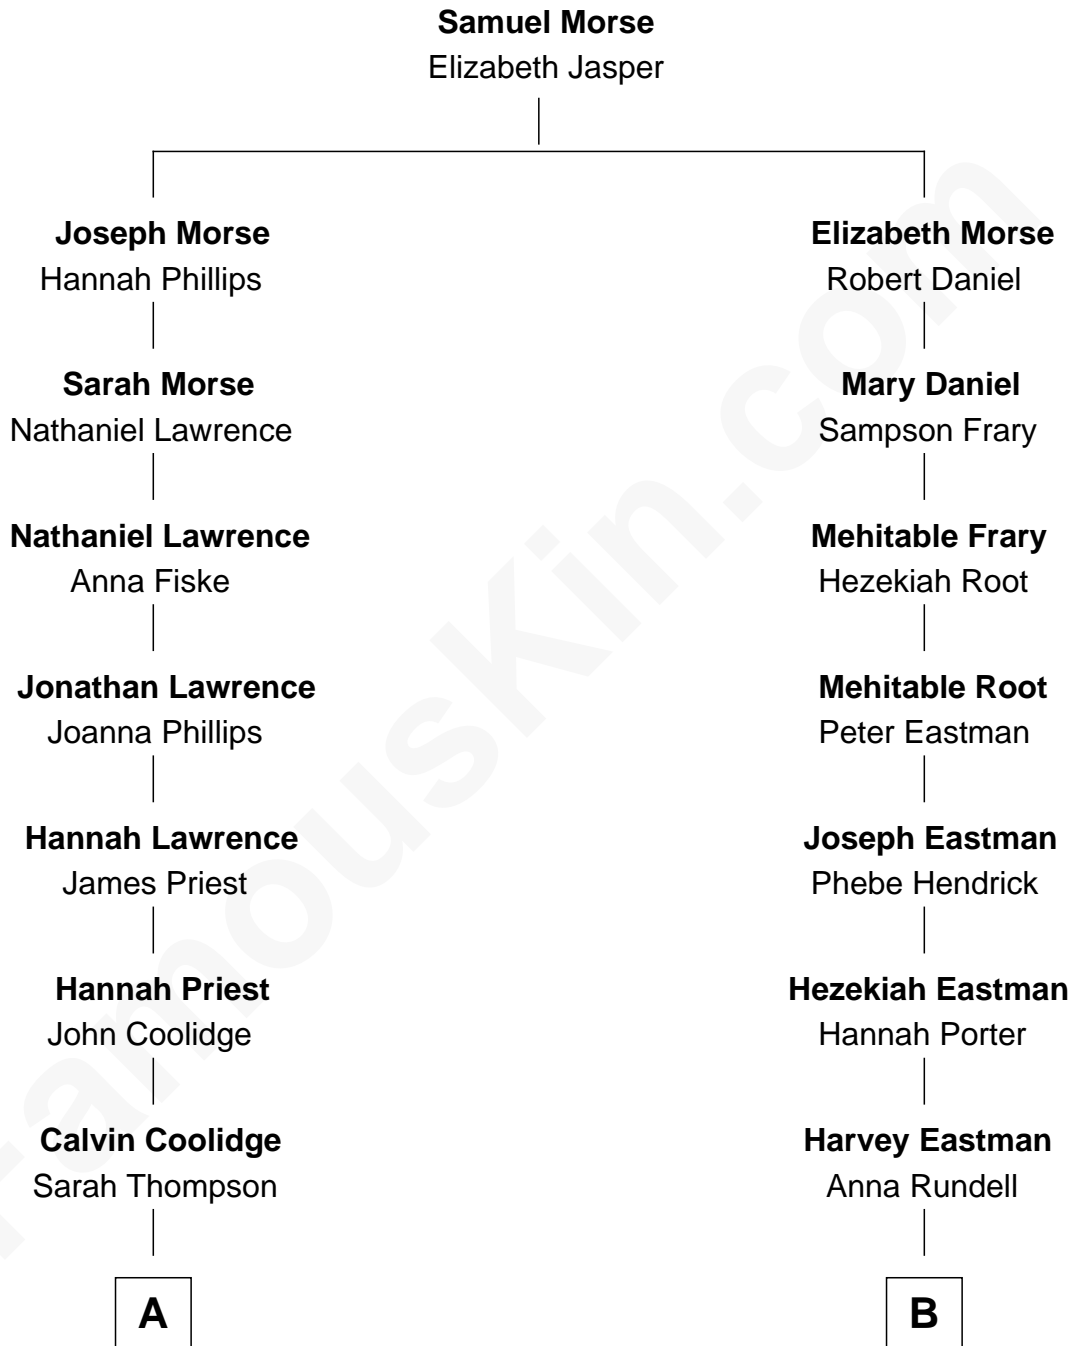 Samuel Morse
Elizabeth Jasper
Joseph Morse
Hannah Phillips
Elizabeth Morse
Robert Daniel
Sarah Morse
Nathaniel Lawrence
Mary Daniel
Sampson Frary
Nathaniel Lawrence
Anna Fiske
Mehitable Frary
Hezekiah Root
Jonathan Lawrence
Joanna Phillips
Mehitable Root
Peter Eastman
Hannah Lawrence
James Priest
Joseph Eastman
Phebe Hendrick
Hannah Priest
John Coolidge
Hezekiah Eastman
Hannah Porter
Calvin Coolidge
Sarah Thompson
Harvey Eastman
Anna Rundell
A
B
FamousKin.com